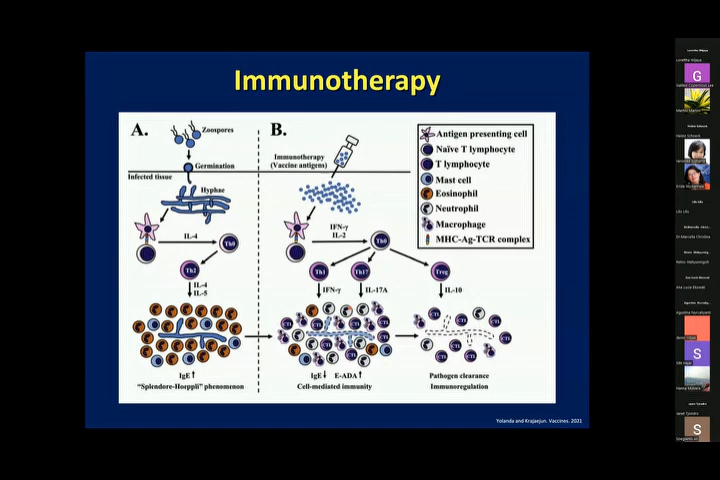 Immunotherapy
A.
Zoospores
Germination
Infected tissue
Hyphae
IL-4
Th0
Th2
IL-4
IL-5
IgE↑
"Splendore-Hoeppli" phenomenon
B.
Immunotherapy
(Vaccine antigens)
IFN-γ
IL-2
Th0
Th1
Th17
Treg
IFN-γ
IL-17A
IL-10
CTL
IgE↓ E-ADA↑
Cell-mediated immunity
Pathogen clearance
Immunoregulation
Antigen presenting cell
Naïve T lymphocyte
T lymphocyte
Mast cell
Eosinophil
Neutrophil
Macrophage
MHC-Ag-TCR complex
Yolanda and Krajaejun. Vaccines. 2021
G
S
S